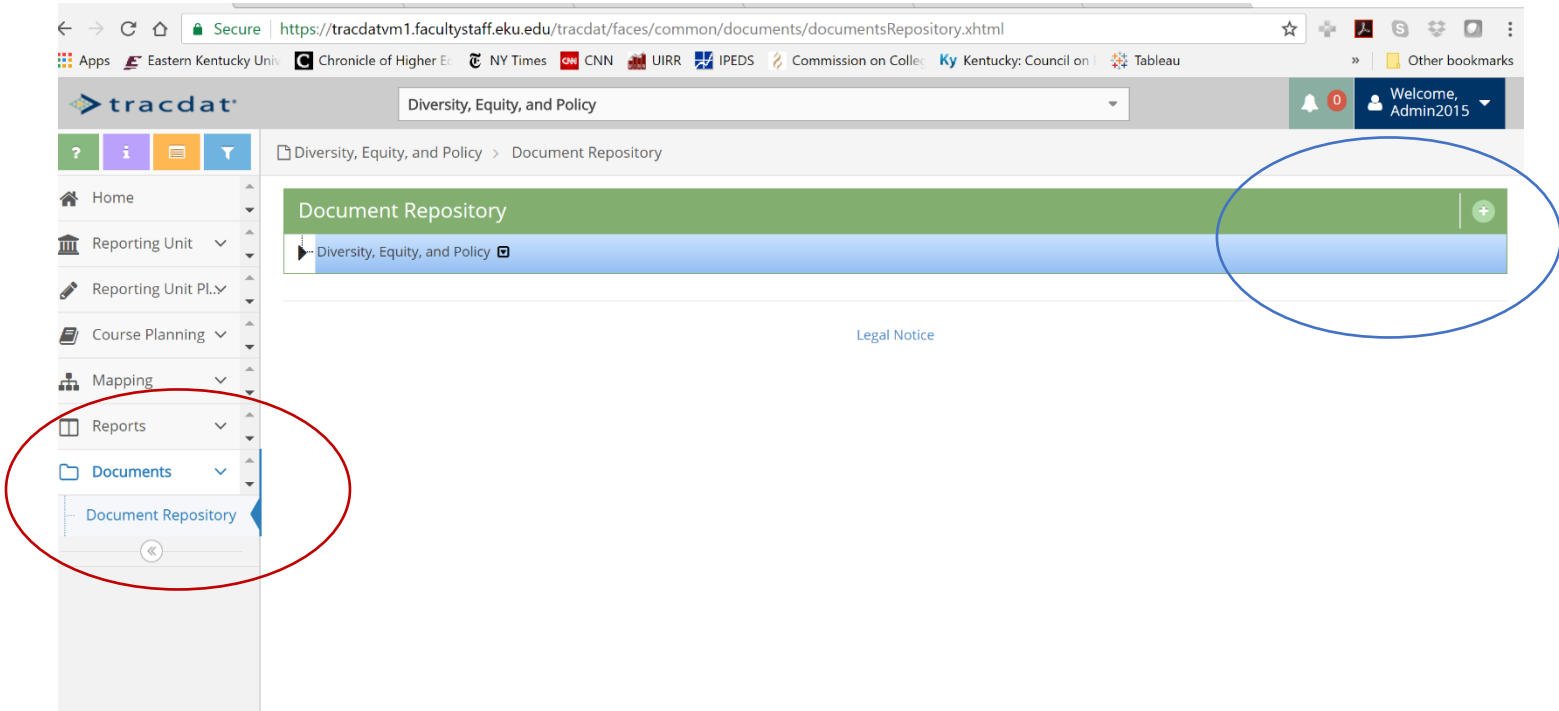 Secure https://tracdatvm1.facultystaff.eku.edu/tracdat/faces/common/documents/documentsRepository.xhtml
Apps Eastern Kentucky Univ Chronicle of Higher Ed NY Times CNN UIRR IPEDS Commission on Colleg Ky Kentucky: Council on Tableau » Other bookmarks
tracdat Diversity, Equity, and Policy 0 Welcome,
Admin2015
? i Diversity, Equity, and Policy > Document Repository
Home
Document Repository
Reporting Unit
Diversity, Equity, and Policy
Reporting Unit Pl..
Course Planning
Legal Notice
Mapping
Reports
Documents
Document Repository